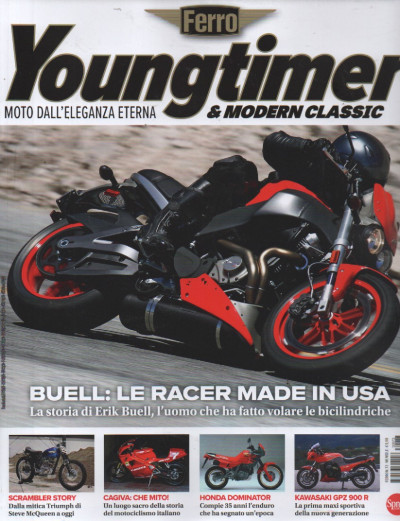 Ferro
Youngtimer
MOTO DALL'ELEGANZA ETERNA
& MODERN CLASSIC
BUELL: LE RACER MADE IN USA
La storia di Erik Buell, l'uomo che ha fatto volare le bicilindriche
SCRAMBLER STORY
Dalla mitica Triumph di
Steve McQueen a oggi
CAGIVA: CHE MITO!
Un luogo sacro della storia
del motociclismo italiano
HONDA DOMINATOR
Compie 35 anni l'enduro
che ha segnato un'epoca
KAWASAKI GPZ 900 R
La prima maxi sportiva
della nuova generazione